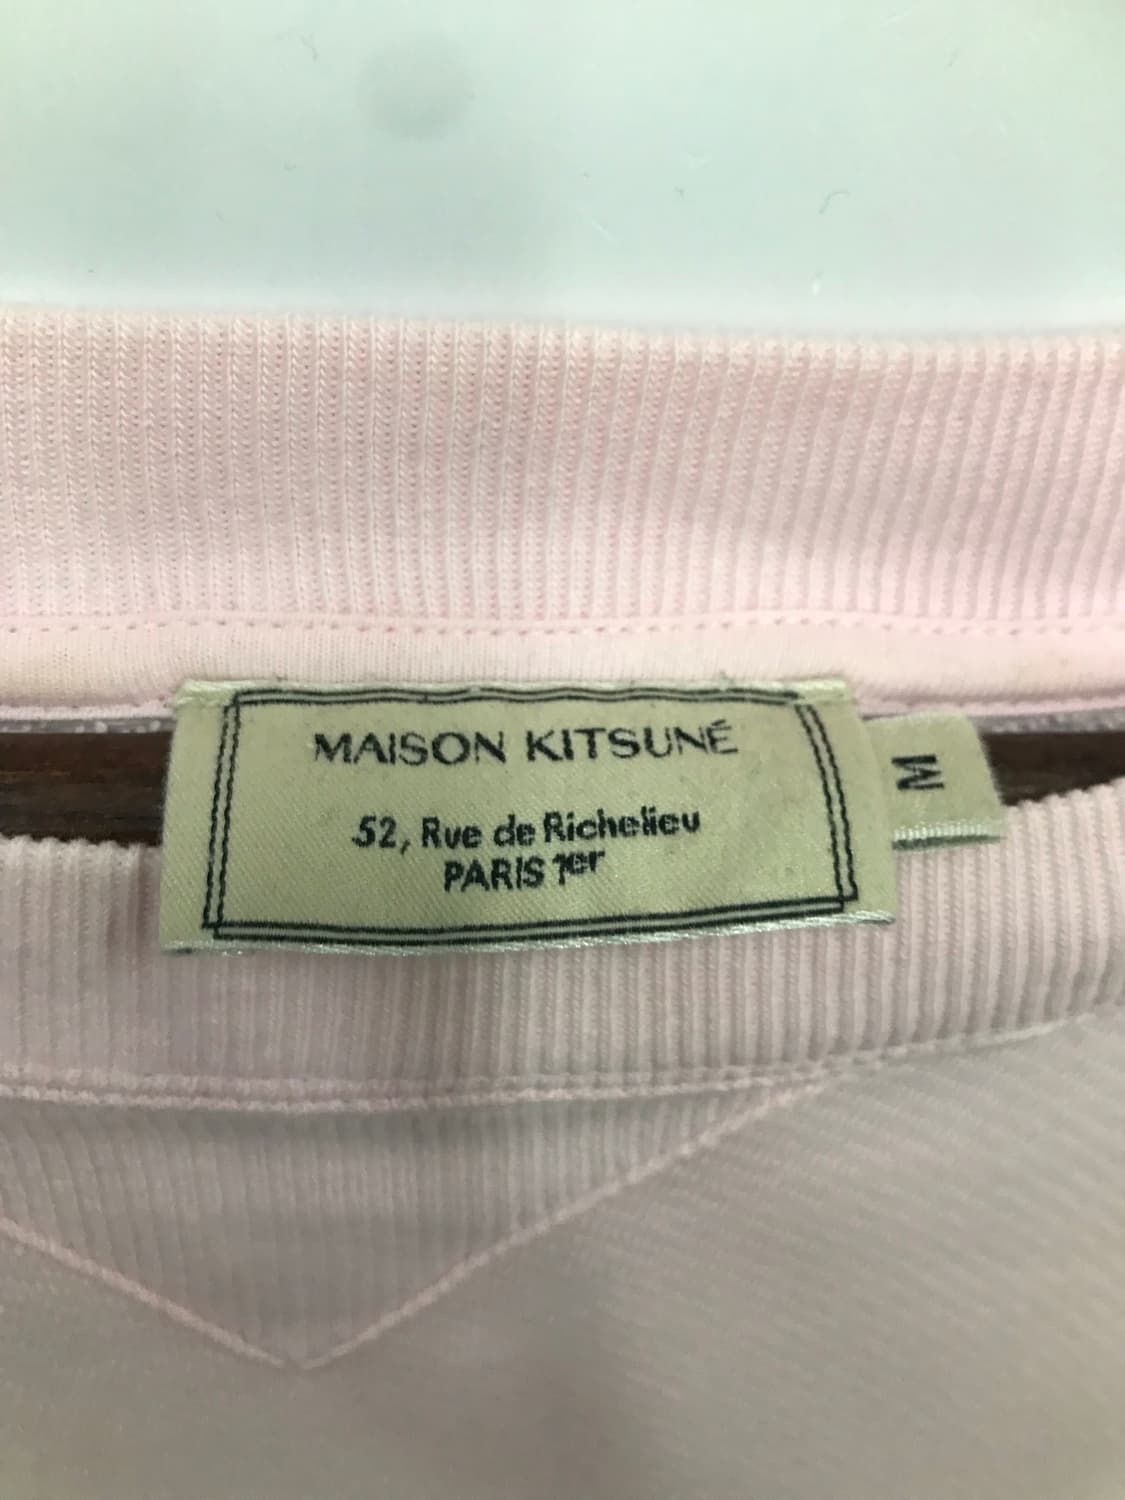 MAISON KITSUNÉ
52, Rue de Richelieu
PARIS 1er
M